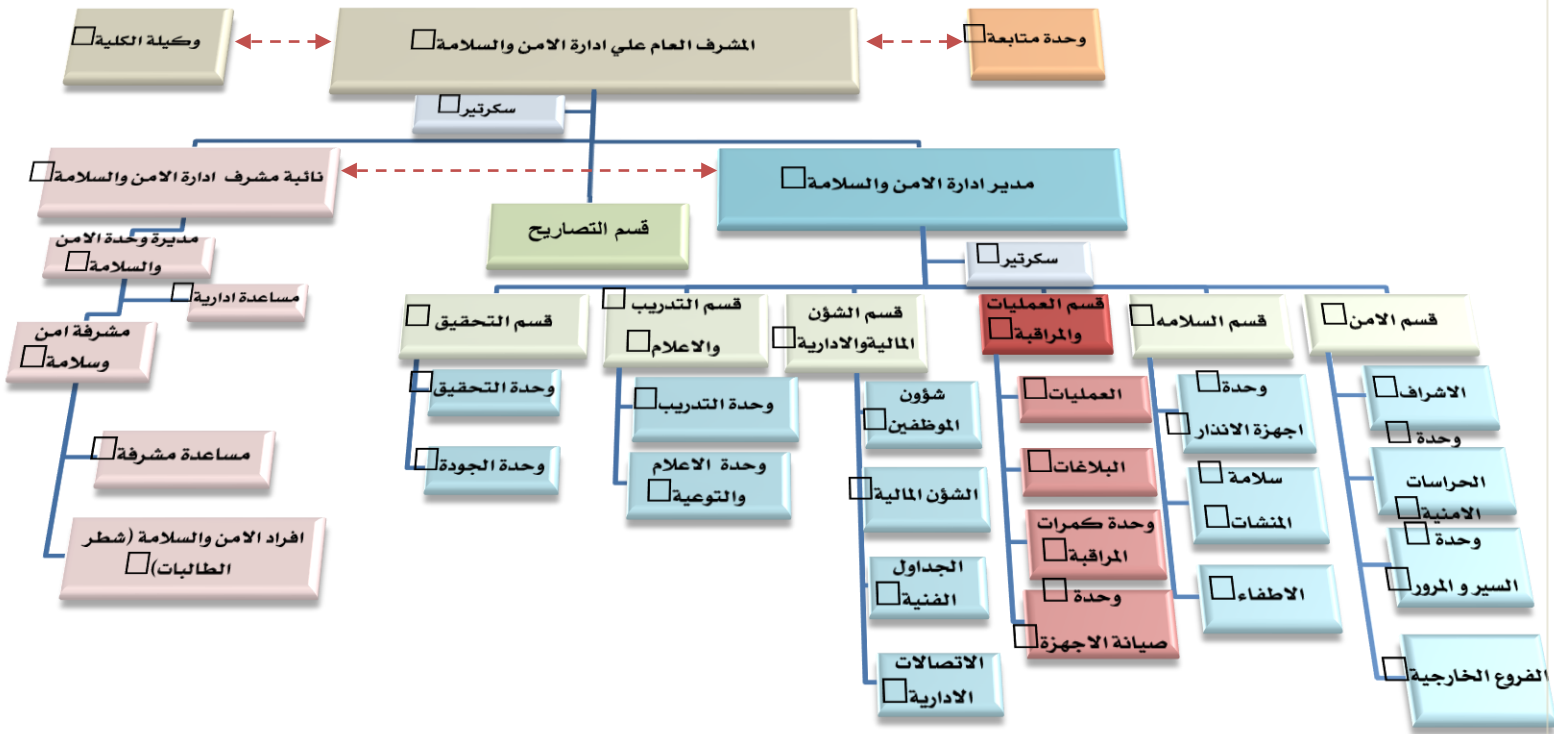 وحدة متابعة
المشرف العام علي ادارة الامن والسلامة
وكيلة الكلية
سكرتير
مدير ادارة الامن والسلامة
نائبة مشرف ادارة الامن والسلامة
قسم التصاريح
سكرتير
مديرة وحدة الامن
والسلامة
مساعدة ادارية
مشرفة امن
وسلامة
مساعدة مشرفة
افراد الامن والسلامة (شطر
الطالبات)
قسم الامن
الاشراف
وحدة
الحراسات
الامنية
وحدة
السير و المرور
الفروع الخارجية
قسم السلامه
وحدة
اجهزة الانذار
سلامة
المنشات
الاطفاء
قسم العمليات
والمراقبة
العمليات
البلاغات
وحدة كمرات
المراقبة
وحدة
صيانة الاجهزة
قسم الشؤن
المالية والادارية
شؤون
الموظفين
الشؤن المالية
الجداول
الفنية
الاتصالات
الادارية
قسم التدريب
والاعلام
وحدة التدريب
وحدة الاعلام
والتوعية
قسم التحقيق
وحدة التحقيق
وحدة الجودة